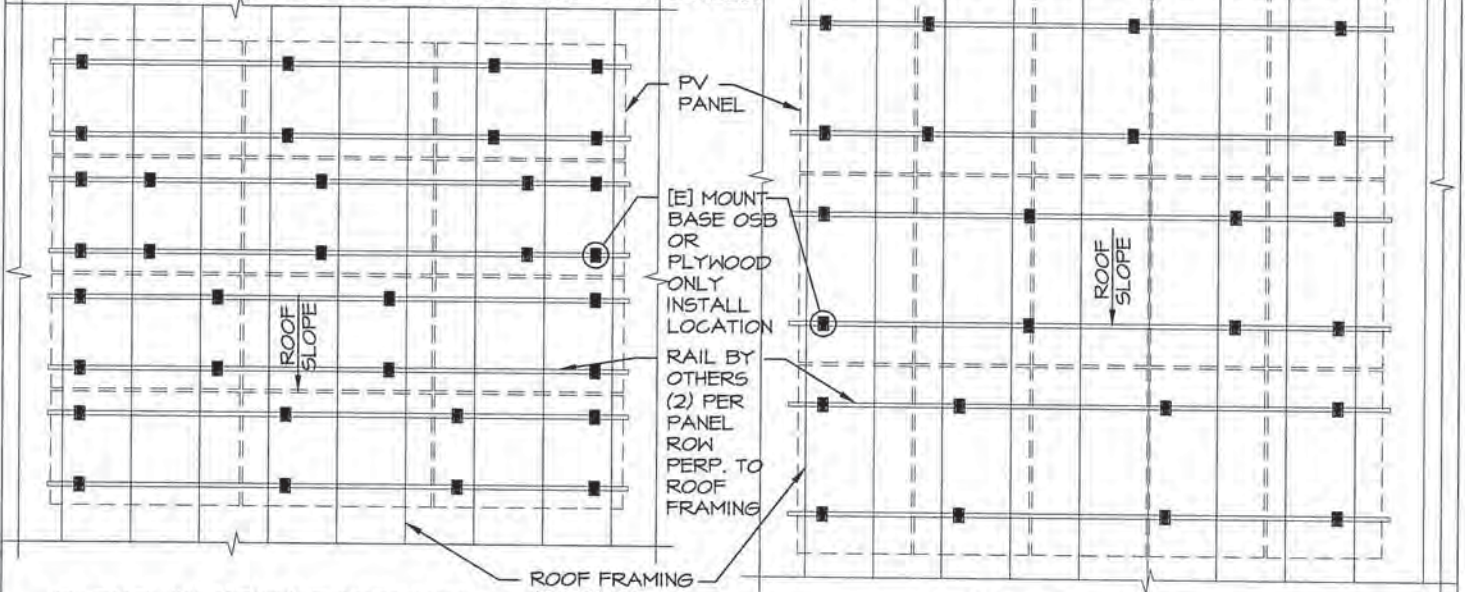 PV
PANEL
[E] MOUNT
BASE OSB
OR
PLYWOOD
ONLY
INSTALL
LOCATION
ROOF
SLOPE
ROOF
SLOPE
RAIL BY
OTHERS
(2) PER
PANEL
ROW
PERP. TO
ROOF
FRAMING
ROOF FRAMING